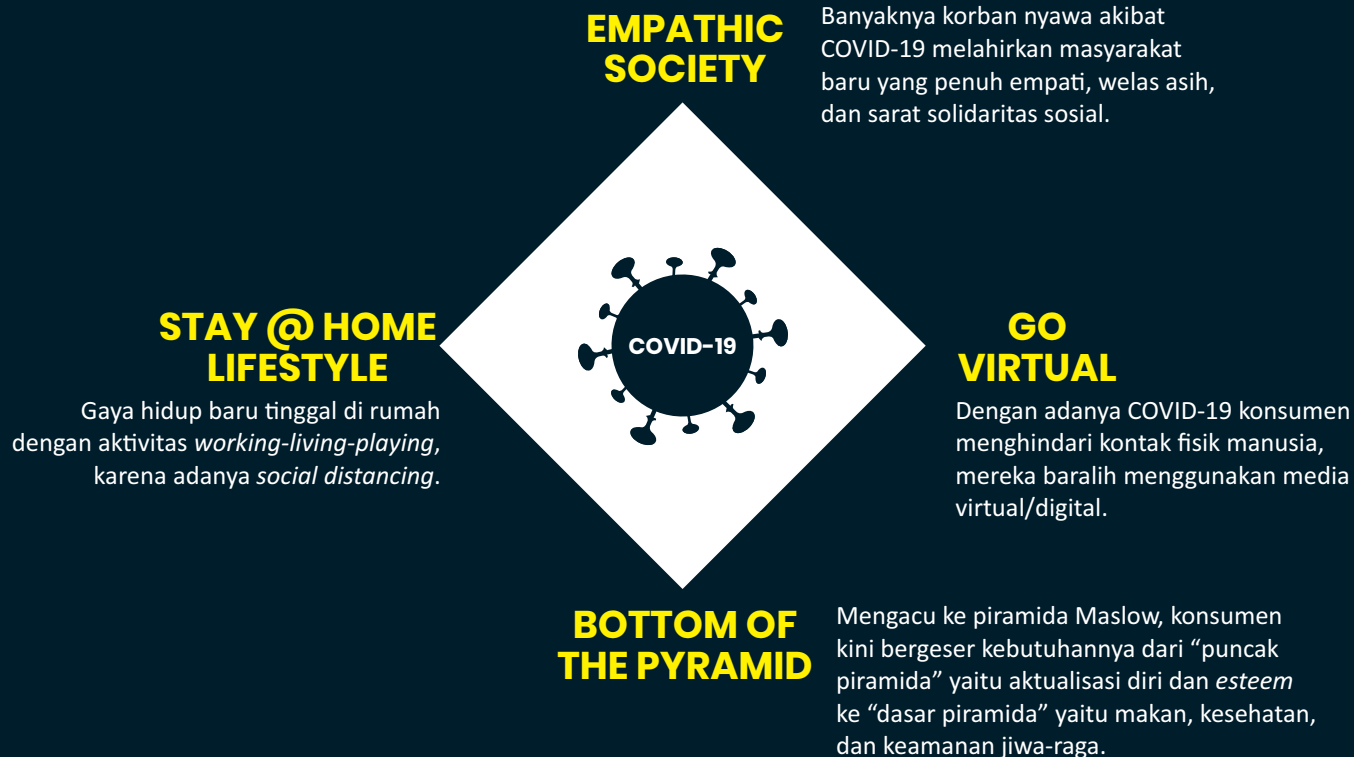 EMPATHIC
SOCIETY
Banyaknya korban nyawa akibat
COVID-19 melahirkan masyarakat
baru yang penuh empati, welas asih,
dan sarat solidaritas sosial.
STAY @ HOME
LIFESTYLE
Gaya hidup baru tinggal di rumah
dengan aktivitas working-living-playing,
karena adanya social distancing.
COVID-19
GO
VIRTUAL
Dengan adanya COVID-19 konsumen
menghindari kontak fisik manusia,
mereka baralih menggunakan media
virtual/digital.
BOTTOM OF
THE PYRAMID
Mengacu ke piramida Maslow, konsumen
kini bergeser kebutuhannya dari “puncak
piramida” yaitu aktualisasi diri dan esteem
ke “dasar piramida” yaitu makan, kesehatan,
dan keamanan jiwa-raga.